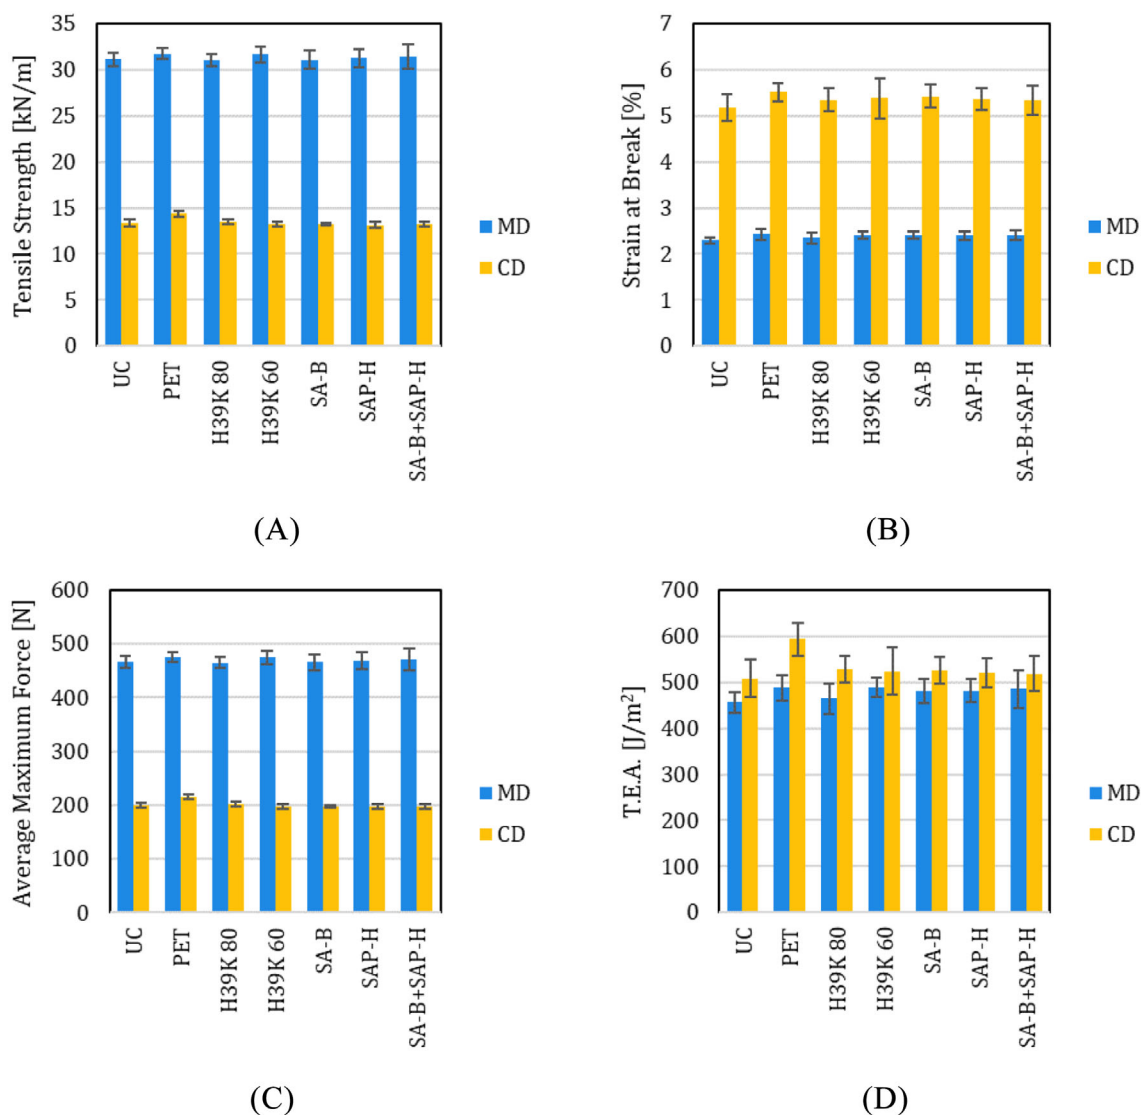 Tensile Strength [kN/m]
35
30
25
20
15
10
5
0
UC
PET
H39K 80
H39K 60
SA-B
SAP-H
SA-B+SAP-H
MD
CD
(A)
Strain at Break [%]
7
6
5
4
3
2
1
0
UC
PET
H39K 80
H39K 60
SA-B
SAP-H
SA-B+SAP-H
MD
CD
(B)
Average Maximum Force [N]
600
500
400
300
200
100
0
UC
PET
H39K 80
H39K 60
SA-B
SAP-H
SA-B+SAP-H
MD
CD
(C)
T.E.A. [J/m²]
700
600
500
400
300
200
100
0
UC
PET
H39K 80
H39K 60
SA-B
SAP-H
SA-B+SAP-H
MD
CD
(D)